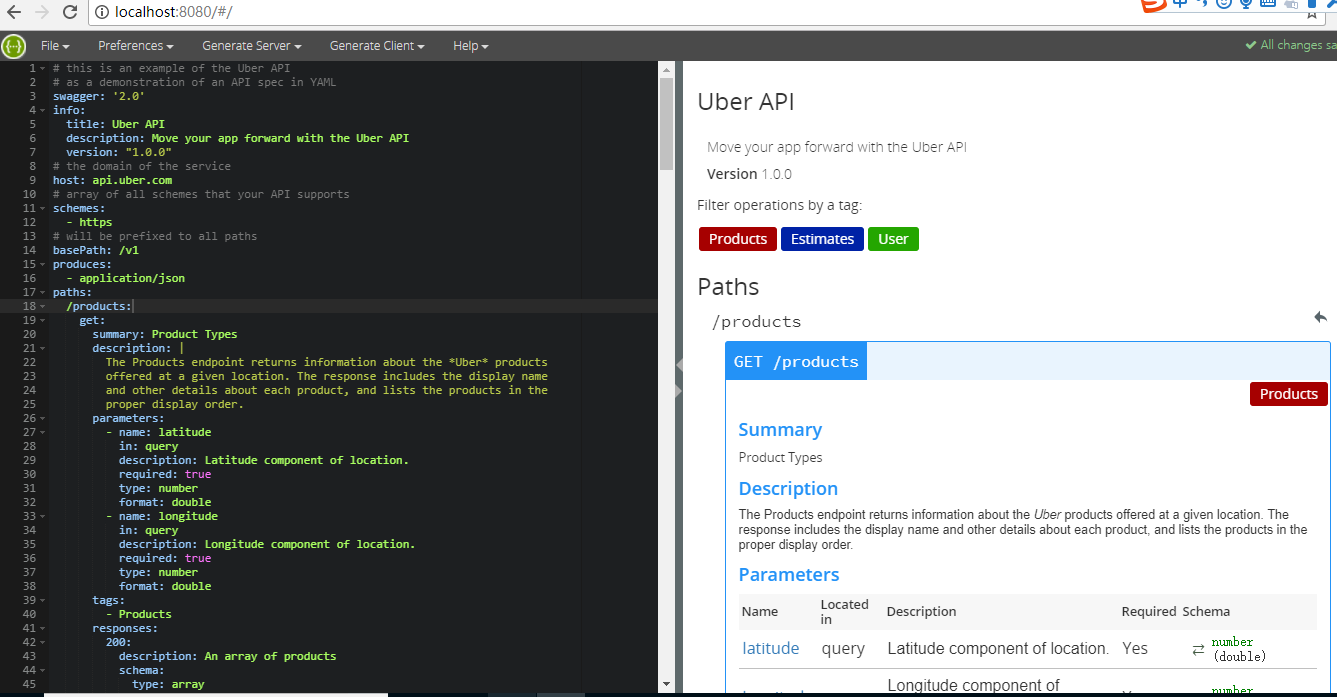 localhost:8080/#/
File Preferences Generate Server Generate Client Help All changes sa
1 # this is an example of the Uber API
2 # as a demonstration of an API spec in YAML
3 swagger: '2.0'
4 info:
5 title: Uber API
6 description: Move your app forward with the Uber API
7 version: "1.0.0"
8 # the domain of the service
9 host: api.uber.com
10 # array of all schemes that your API supports
11 schemes:
12 - https
13 # will be prefixed to all paths
14 basePath: /v1
15 produces:
16 - application/json
17 paths:
18 /products:
19 get:
20 summary: Product Types
21 description: |
22 The Products endpoint returns information about the *Uber* products
23 offered at a given location. The response includes the display name
24 and other details about each product, and lists the products in the
25 proper display order.
26 parameters:
27 - name: latitude
28 in: query
29 description: Latitude component of location.
30 required: true
31 type: number
32 format: double
33 - name: longitude
34 in: query
35 description: Longitude component of location.
36 required: true
37 type: number
38 format: double
39 tags:
40 - Products
41 responses:
42 200:
43 description: An array of products
44 schema:
45 type: array
Uber API
Move your app forward with the Uber API
Version 1.0.0
Filter operations by a tag:
Products Estimates User
Paths
/products
GET /products
Products
Summary
Product Types
Description
The Products endpoint returns information about the Uber products offered at a given location. The
response includes the display name and other details about each product, and lists the products in the
proper display order.
Parameters
Name Located in Description Required Schema
latitude query Latitude component of location. Yes ⇄ number (double)
Longitude component of
number